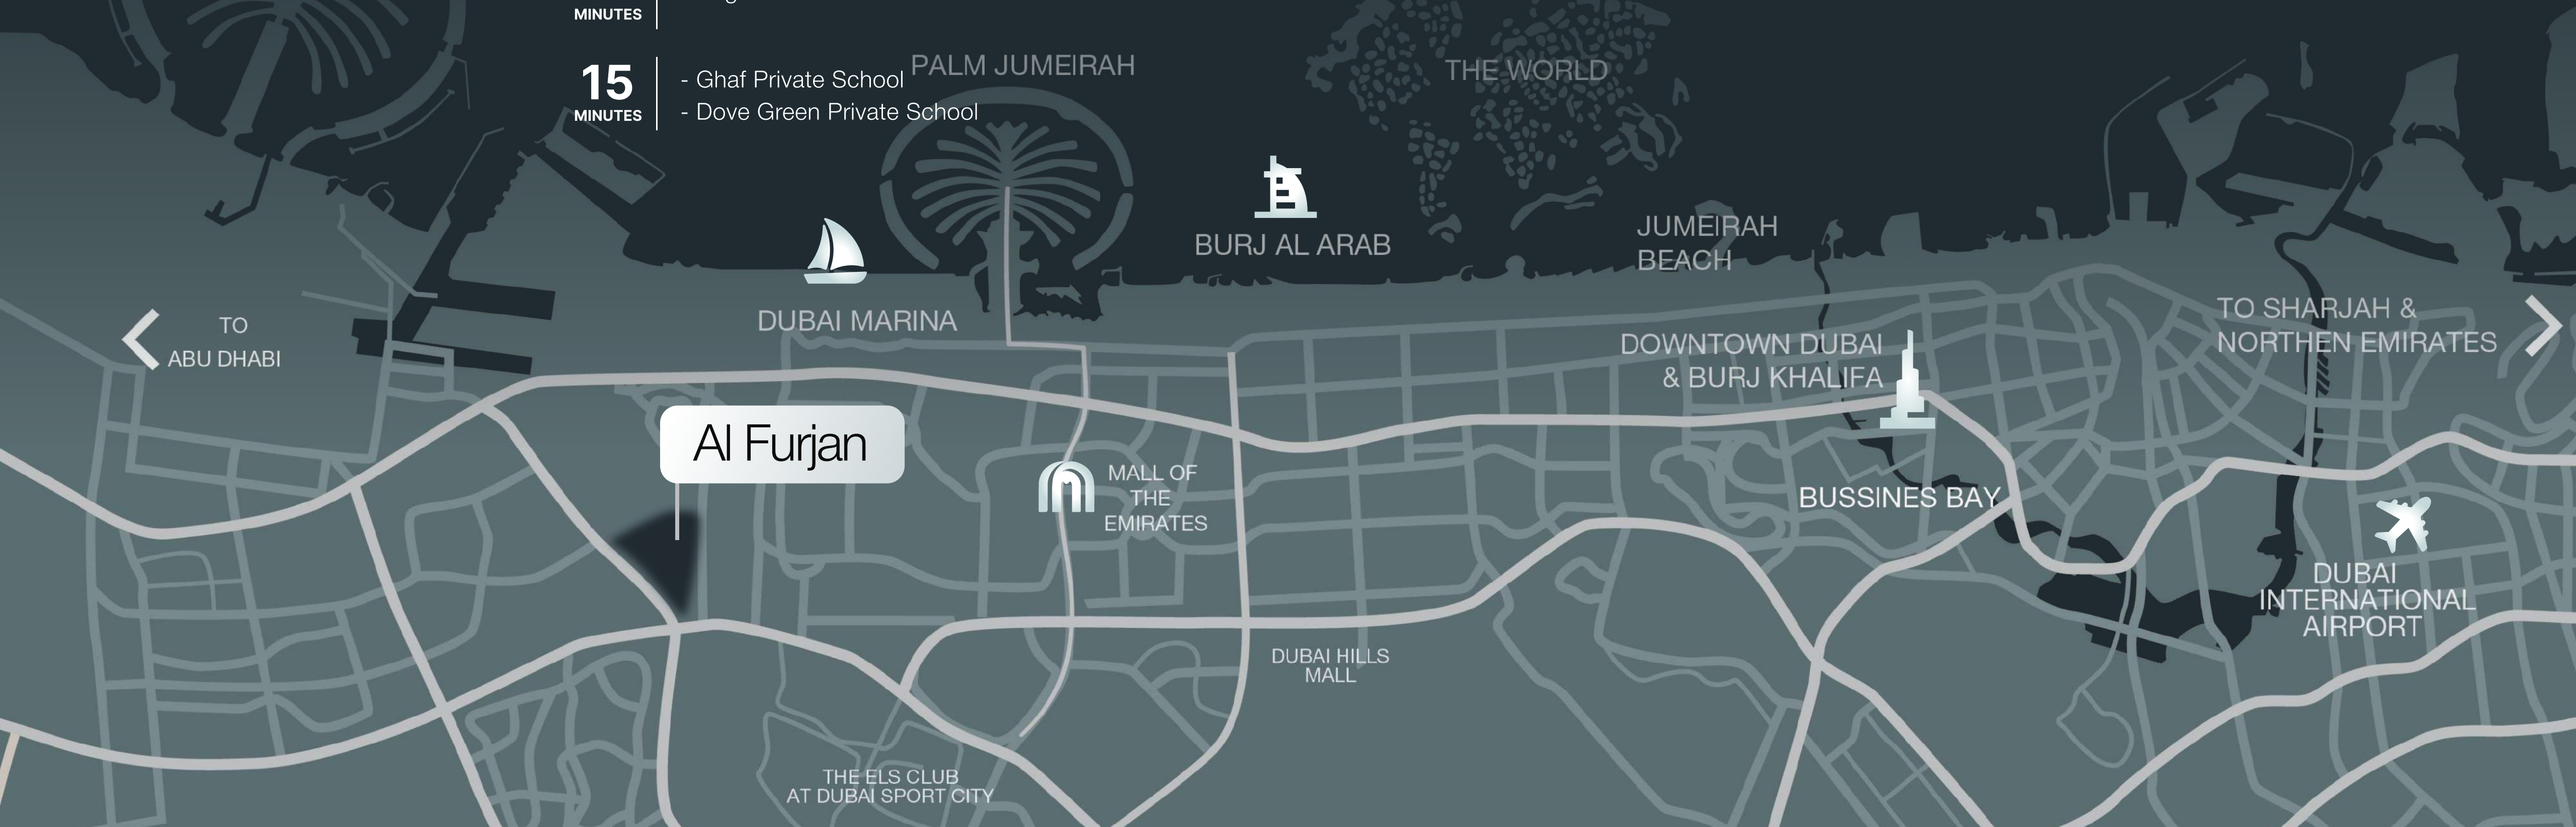 MINUTES
15
MINUTES
- Ghaf Private School
- Dove Green Private School
PALM JUMEIRAH
THE WORLD
BURJ AL ARAB
JUMEIRAH
BEACH
DUBAI MARINA
TO
ABU DHABI
DOWNTOWN DUBAI
& BURJ KHALIFA
TO SHARJAH &
NORTHEN EMIRATES
Al Furjan
MALL OF
THE
EMIRATES
BUSSINES BAY
DUBAI
INTERNATIONAL
AIRPORT
DUBAI HILLS
MALL
THE ELS CLUB
AT DUBAI SPORT CITY